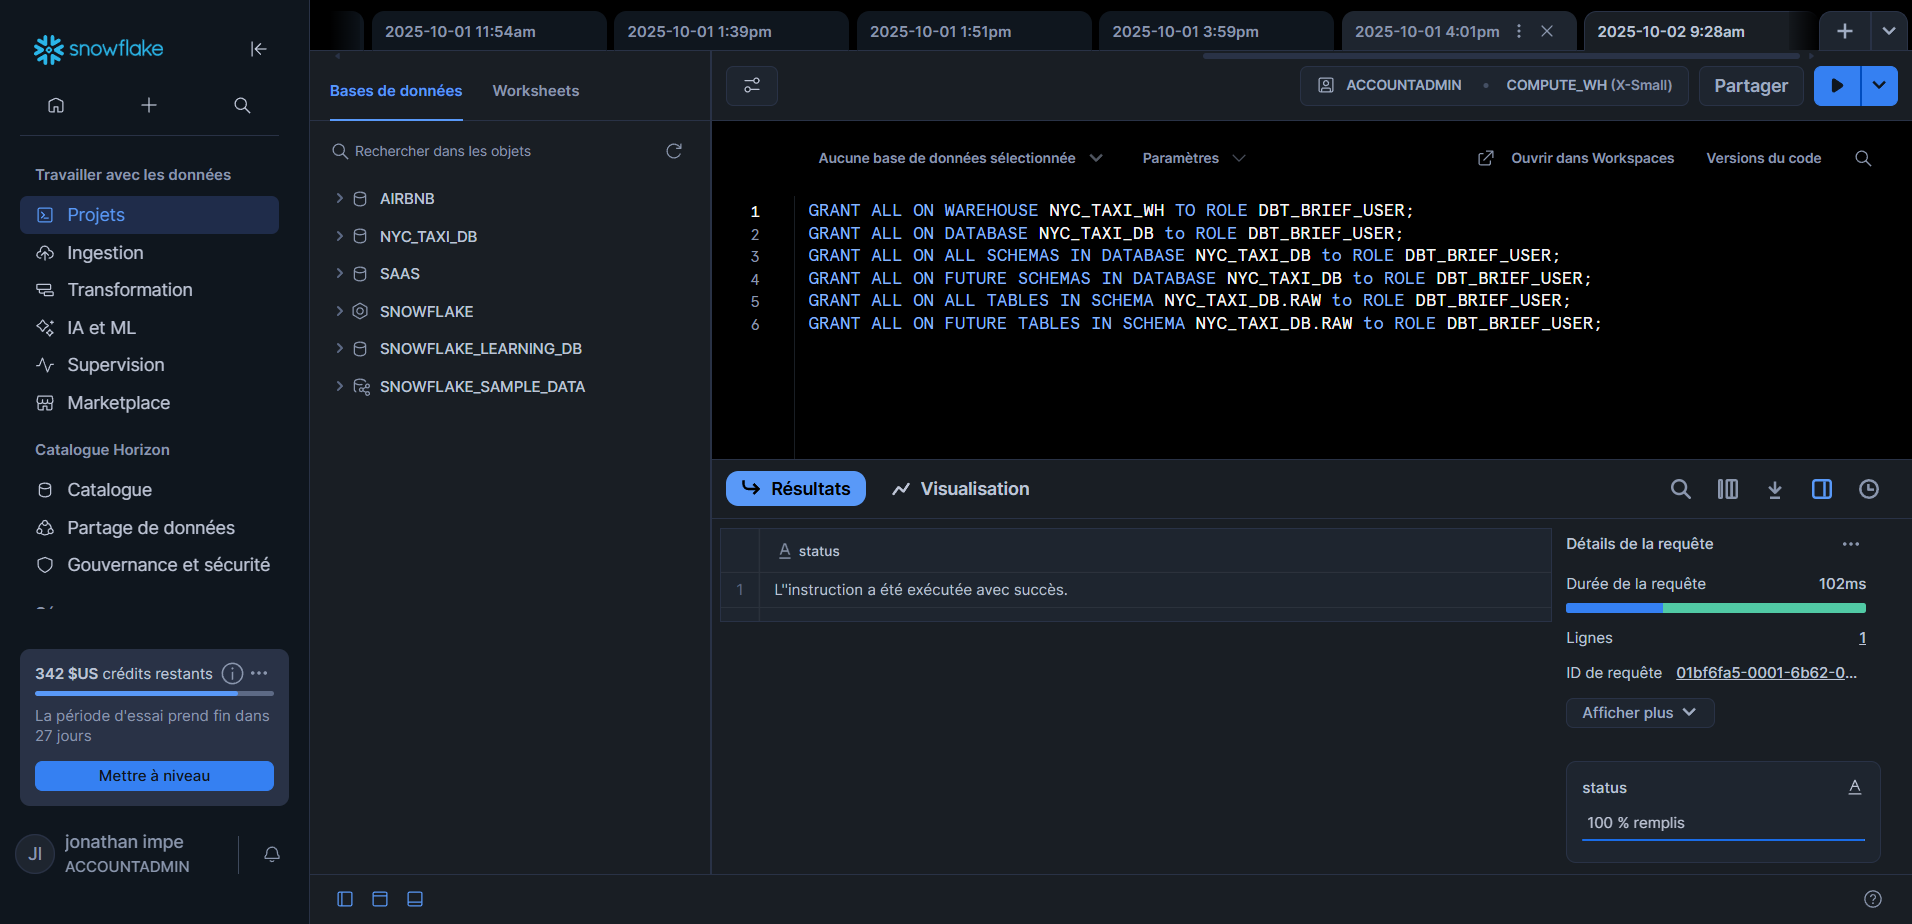 snowflake
Travailler avec les données
Projets
Ingestion
Transformation
IA et ML
Supervision
Marketplace
Catalogue Horizon
Catalogue
Partage de données
Gouvernance et sécurité
342 $US crédits restants
La période d'essai prend fin dans
27 jours
Mettre à niveau
JI
jonathan impe
ACCOUNTADMIN
2025-10-01 11:54am
2025-10-01 1:39pm
2025-10-01 1:51pm
2025-10-01 3:59pm
2025-10-01 4:01pm
2025-10-02 9:28am
Bases de données
Worksheets
Rechercher dans les objets
AIRBNB
NYC_TAXI_DB
SAAS
SNOWFLAKE
SNOWFLAKE_LEARNING_DB
SNOWFLAKE_SAMPLE_DATA
ACCOUNTADMIN • COMPUTE_WH (X-Small)
Partager
Aucune base de données sélectionnée
Paramètres
Ouvrir dans Workspaces
Versions du code
1 GRANT ALL ON WAREHOUSE NYC_TAXI_WH TO ROLE DBT_BRIEF_USER;
2 GRANT ALL ON DATABASE NYC_TAXI_DB to ROLE DBT_BRIEF_USER;
3 GRANT ALL ON ALL SCHEMAS IN DATABASE NYC_TAXI_DB to ROLE DBT_BRIEF_USER;
4 GRANT ALL ON FUTURE SCHEMAS IN DATABASE NYC_TAXI_DB to ROLE DBT_BRIEF_USER;
5 GRANT ALL ON ALL TABLES IN SCHEMA NYC_TAXI_DB.RAW to ROLE DBT_BRIEF_USER;
6 GRANT ALL ON FUTURE TABLES IN SCHEMA NYC_TAXI_DB.RAW to ROLE DBT_BRIEF_USER;
Résultats
Visualisation
A status
1 L''instruction a été exécutée avec succès.
Détails de la requête
Durée de la requête 102ms
Lignes 1
ID de requête 01bf6fa5-0001-6b62-0...
Afficher plus
status A
100 % remplis